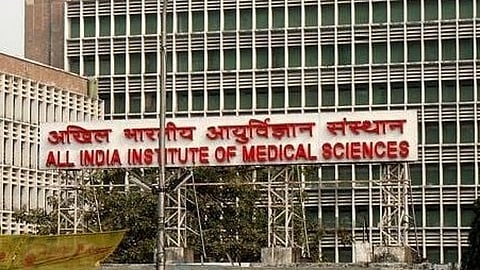 अखिल भारतीय आयुर्विज्ञान संस्थान
ALL INDIA INSTITUTE OF MEDICAL SCIENCES